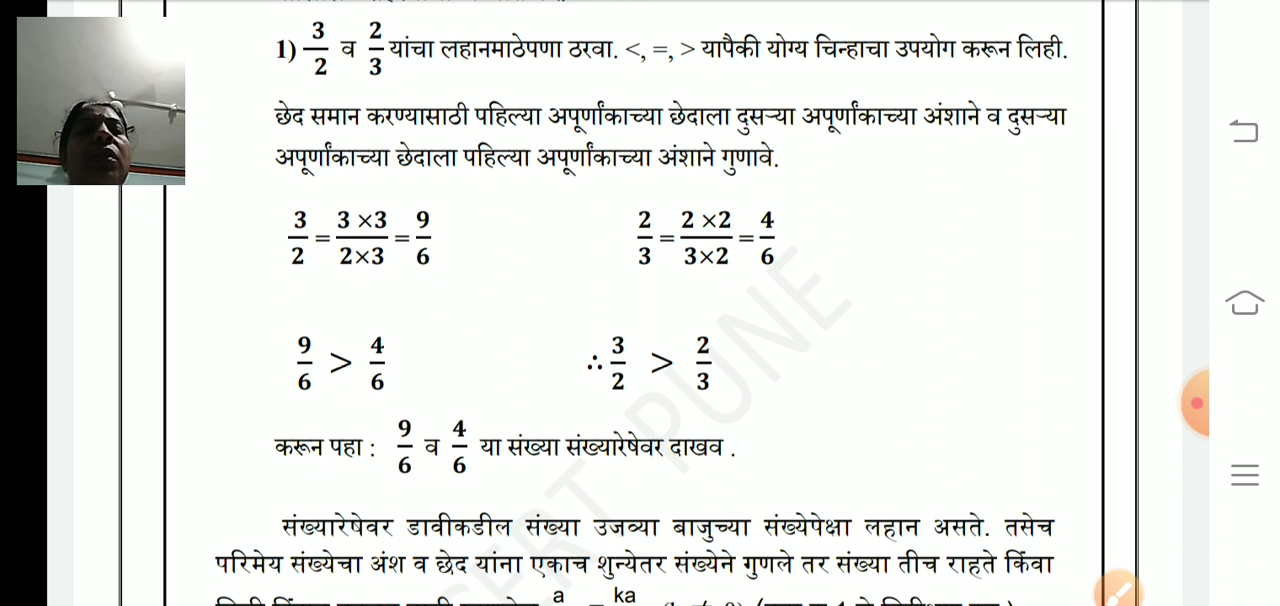 1) 3/2 व 2/3 यांचा लहानमाठेपणा ठरवा. <, =, > यापैकी योग्य चिन्हाचा उपयोग करून लिही.
छेद समान करण्यासाठी पहिल्या अपूर्णांकाच्या छेदाला दुसऱ्या अपूर्णांकाच्या अंशाने व दुसऱ्या
अपूर्णांकाच्या छेदाला पहिल्या अपूर्णांकाच्या अंशाने गुणावे.
3/2 = 3 ×3/2×3 = 9/6 2/3 = 2 ×2/3×2 = 4/6
9/6 > 4/6 ∴ 3/2 > 2/3
करून पहा : 9/6 व 4/6 या संख्या संख्यारेषेवर दाखव .
संख्यारेषेवर डावीकडील संख्या उजव्या बाजुच्या संख्येपेक्षा लहान असते. तसेच
परिमेय संख्येचा अंश व छेद यांना एकाच शुन्येतर संख्येने गुणले तर संख्या तीच राहते किंवा
a ka
SERT PUNE